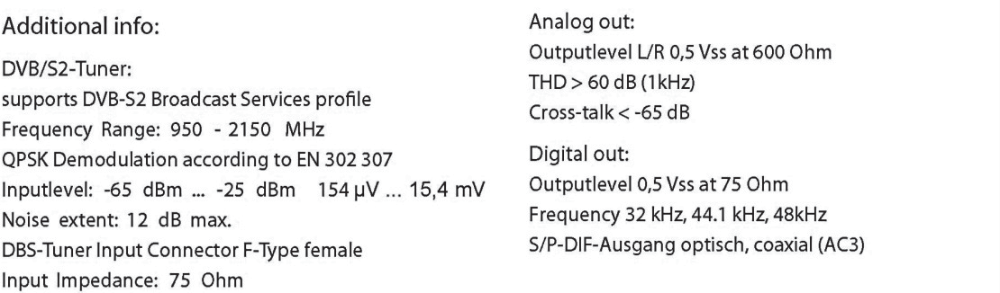 Additional info:
DVB/S2-Tuner:
supports DVB-S2 Broadcast Services profile
Frequency Range: 950 - 2150 MHz
QPSK Demodulation according to EN 302 307
Inputlevel: -65 dBm ... -25 dBm 154 µV ... 15,4 mV
Noise extent: 12 dB max.
DBS-Tuner Input Connector F-Type female
Input Impedance: 75 Ohm
Analog out:
Outputlevel L/R 0,5 Vss at 600 Ohm
THD > 60 dB (1kHz)
Cross-talk < -65 dB
Digital out:
Outputlevel 0,5 Vss at 75 Ohm
Frequency 32 kHz, 44.1 kHz, 48kHz
S/P-DIF-Ausgang optisch, coaxial (AC3)